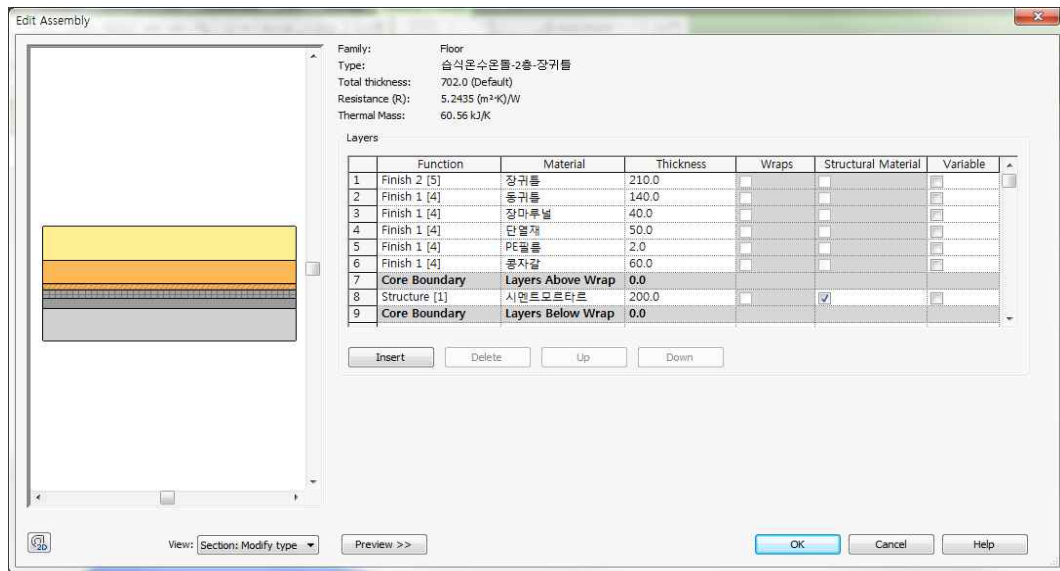 Edit Assembly
Family: Floor
Type: 습식온수온돌-2층-장귀틀
Total thickness: 702.0 (Default)
Resistance (R): 5.2435 (m²·K)/W
Thermal Mass: 60.56 kJ/K
Layers
Function Material Thickness Wraps Structural Material Variable
1 Finish 2 [5] 장귀틀 210.0
2 Finish 1 [4] 동귀틀 140.0
3 Finish 1 [4] 장마루널 40.0
4 Finish 1 [4] 단열재 50.0
5 Finish 1 [4] PE필름 2.0
6 Finish 1 [4] 콩자갈 60.0
7 Core Boundary Layers Above Wrap 0.0
8 Structure [1] 시멘트모르타르 200.0
9 Core Boundary Layers Below Wrap 0.0
Insert Delete Up Down
2D View: Section: Modify type Preview >> OK Cancel Help